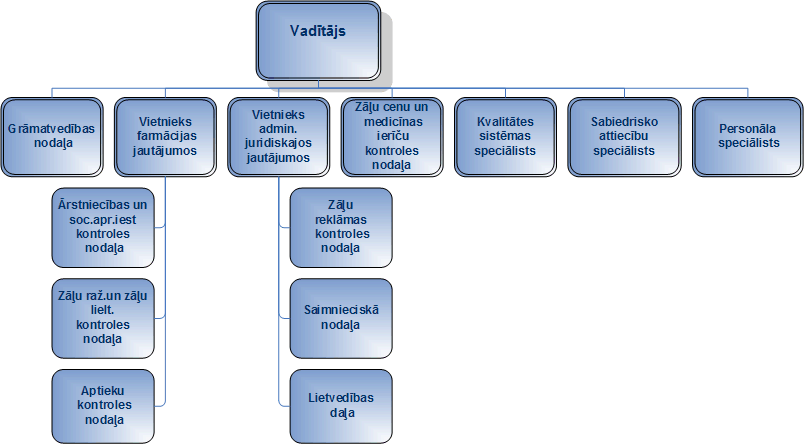 Vadītājs
Grāmatvedības
nodaļa
Vietnieks
farmācijas
jautājumos
Vietnieks
admin.
juridiskajos
jautājumos
Zāļu cenu un
medicīnas
ierīču
kontroles
nodaļa
Kvalitātes
sistēmas
speciālists
Sabiedrisko
attiecību
speciālists
Personāla
speciālists
Ārstniecības un
soc.apr.iest
kontroles
nodaļa
Zāļu
reklāmas
kontroles
nodaļa
Zāļu raž.un zāļu
lielt.
kontroles
nodaļa
Saimnieciskā
nodaļa
Aptieku
kontroles
nodaļa
Lietvedības
daļa